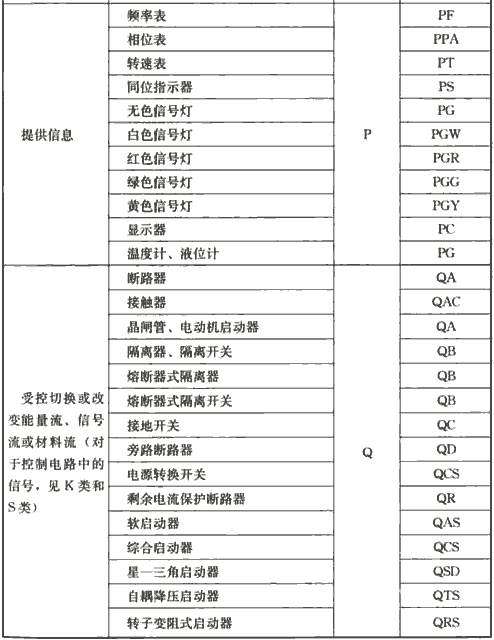 频率表 PF
相位表 PPA
转速表 PT
同位指示器 PS
无色信号灯 PG
提供信息 白色信号灯 P PGW
红色信号灯 PGR
绿色信号灯 PGG
黄色信号灯 PGY
显示器 PC
温度计、液位计 PG
断路器 QA
接触器 QAC
晶闸管、电动机启动器 QA
隔离器、隔离开关 QB
熔断器式隔离器 QB
熔断器式隔离开关 QB
接地开关 QC
旁路断路器 QD
电源转换开关 QCS
剩余电流保护断路器 QR
软启动器 QAS
综合启动器 QCS
星—三角启动器 QSD
自耦降压启动器 QTS
转子变阻式启动器 QRS
受控切换或改
变能量流、信号
流或材料流（对
于控制电路中的
信号，见 K 类和
S 类）
Q